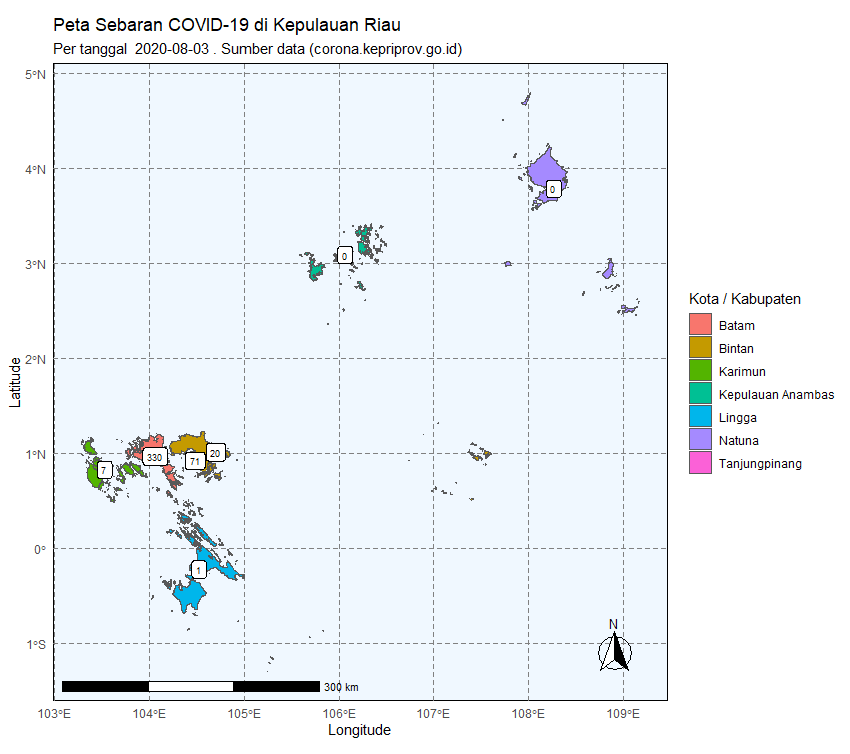 Peta Sebaran COVID-19 di Kepulauan Riau
Per tanggal  2020-08-03 . Sumber data (corona.kepriprov.go.id)
5°N
4°N
3°N
2°N
1°N
0°
1°S
Latitude
0
0
330
71
20
7
1
N
300 km
103°E
104°E
105°E
106°E
107°E
108°E
109°E
Longitude
Kota / Kabupaten
Batam
Bintan
Karimun
Kepulauan Anambas
Lingga
Natuna
Tanjungpinang